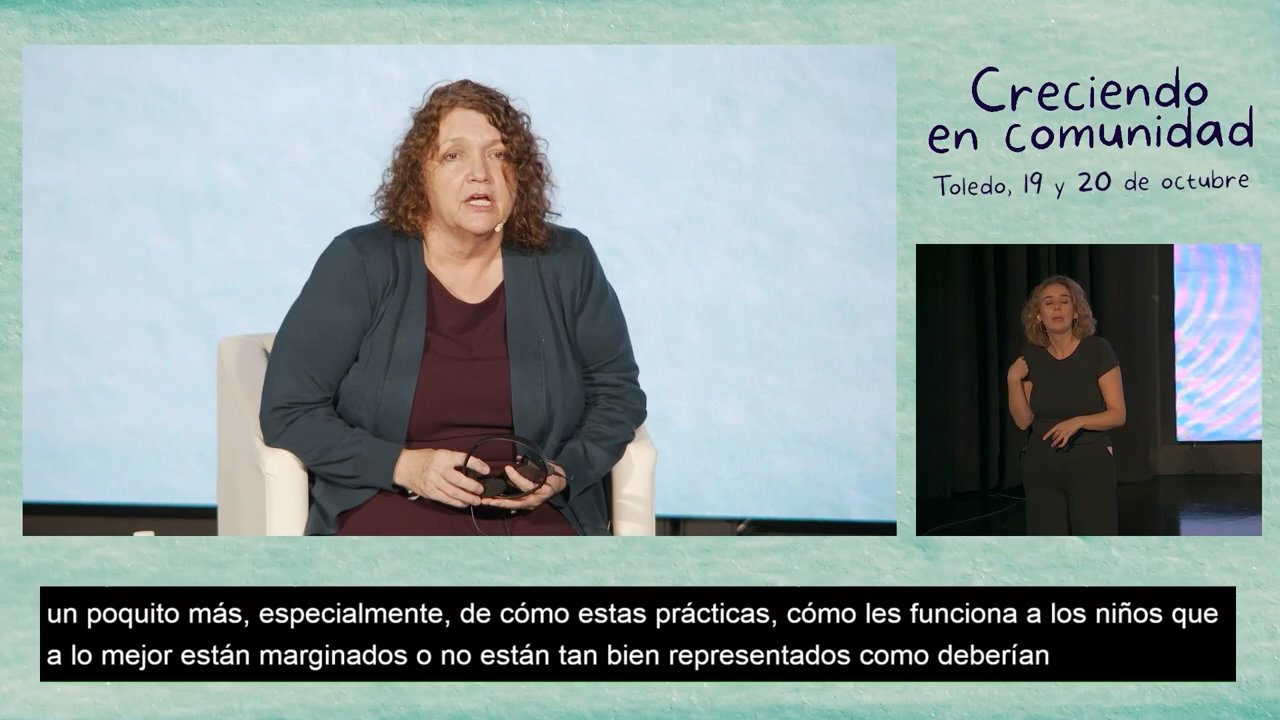 Creciendo
en comunidad
Toledo, 19 y 20 de octubre
un poquito más, especialmente, de cómo estas prácticas, cómo les funciona a los niños que
a lo mejor están marginados o no están tan bien representados como deberían